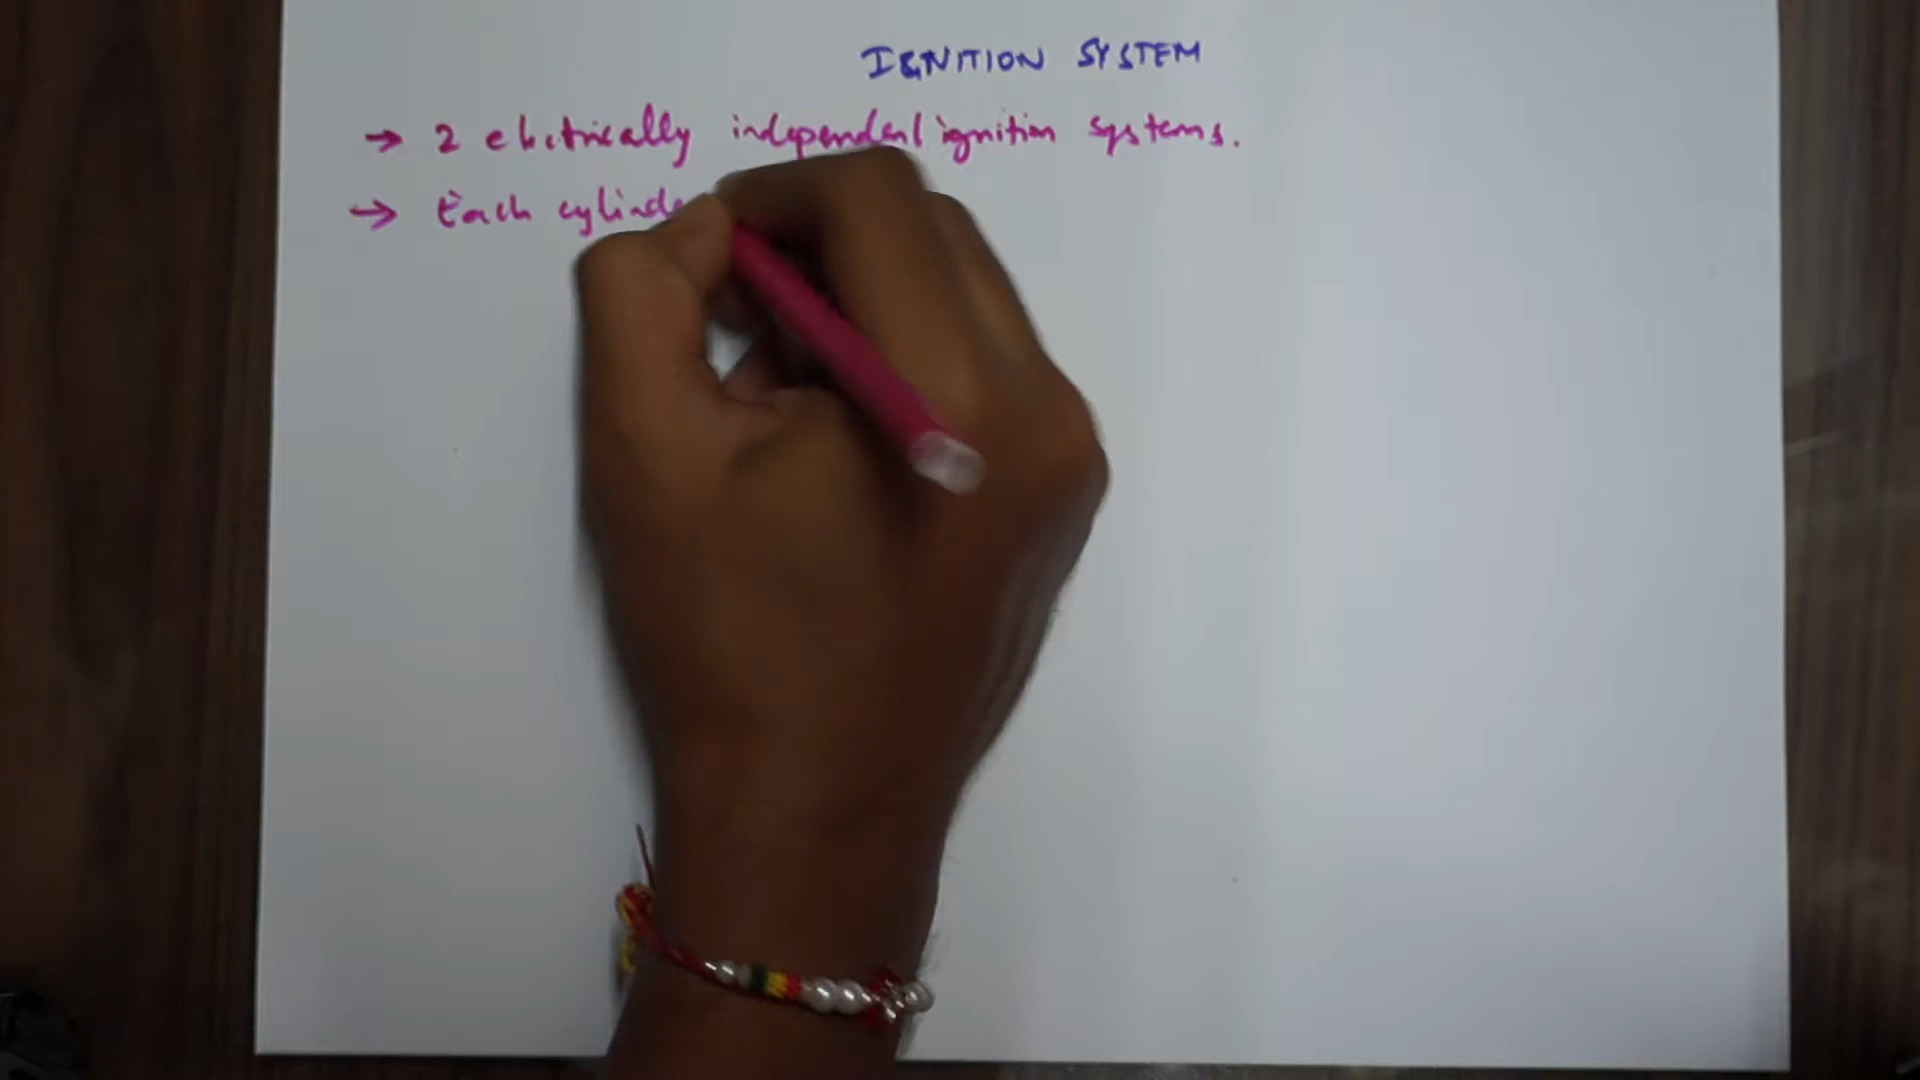 IGNITION SYSTEM
→ 2 electrically independent ignition systems.
→ Each cylinde